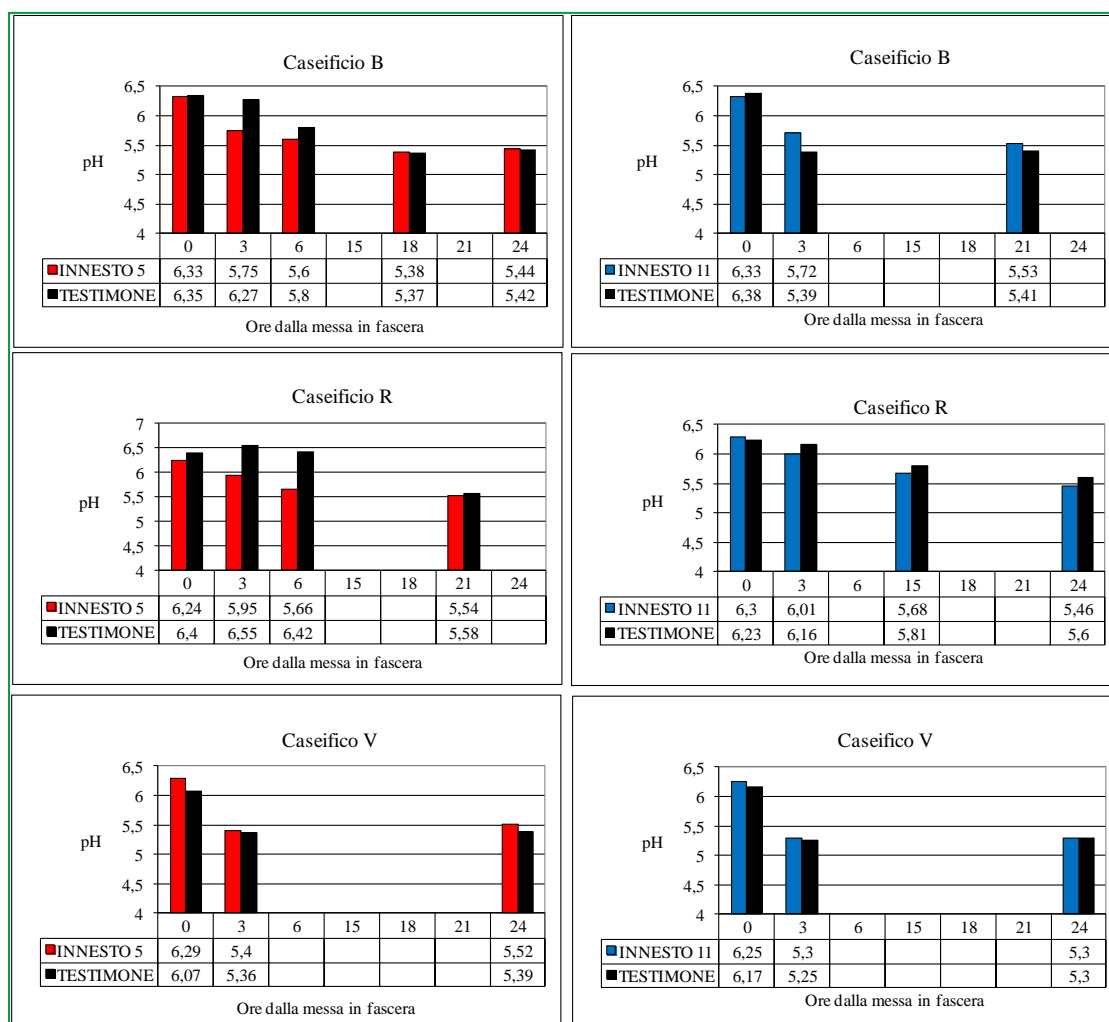 Caseificio B
6,5
6
5,5
pH
5
4,5
4
0 3 6 15 18 21 24
INNESTO 5 6,33 5,75 5,6 5,38 5,44
TESTIMONE 6,35 6,27 5,8 5,37 5,42
Ore dalla messa in fascera
Caseificio B
6,5
6
5,5
pH
5
4,5
4
0 3 6 15 18 21 24
INNESTO 11 6,33 5,72 5,53
TESTIMONE 6,38 5,39 5,41
Ore dalla messa in fascera
Caseificio R
7
6,5
6
5,5
pH
5
4,5
4
0 3 6 15 18 21 24
INNESTO 5 6,24 5,95 5,66 5,54
TESTIMONE 6,4 6,55 6,42 5,58
Ore dalla messa in fascera
Caseifico R
6,5
6
5,5
pH
5
4,5
4
0 3 6 15 18 21 24
INNESTO 11 6,3 6,01 5,68 5,46
TESTIMONE 6,23 6,16 5,81 5,6
Ore dalla messa in fascera
Caseifico V
6,5
6
5,5
pH
5
4,5
4
0 3 6 15 18 21 24
INNESTO 5 6,29 5,4 5,52
TESTIMONE 6,07 5,36 5,39
Ore dalla messa in fascera
Caseifico V
6,5
6
5,5
pH
5
4,5
4
0 3 6 15 18 21 24
INNESTO 11 6,25 5,3 5,3
TESTIMONE 6,17 5,25 5,3
Ore dalla messa in fascera